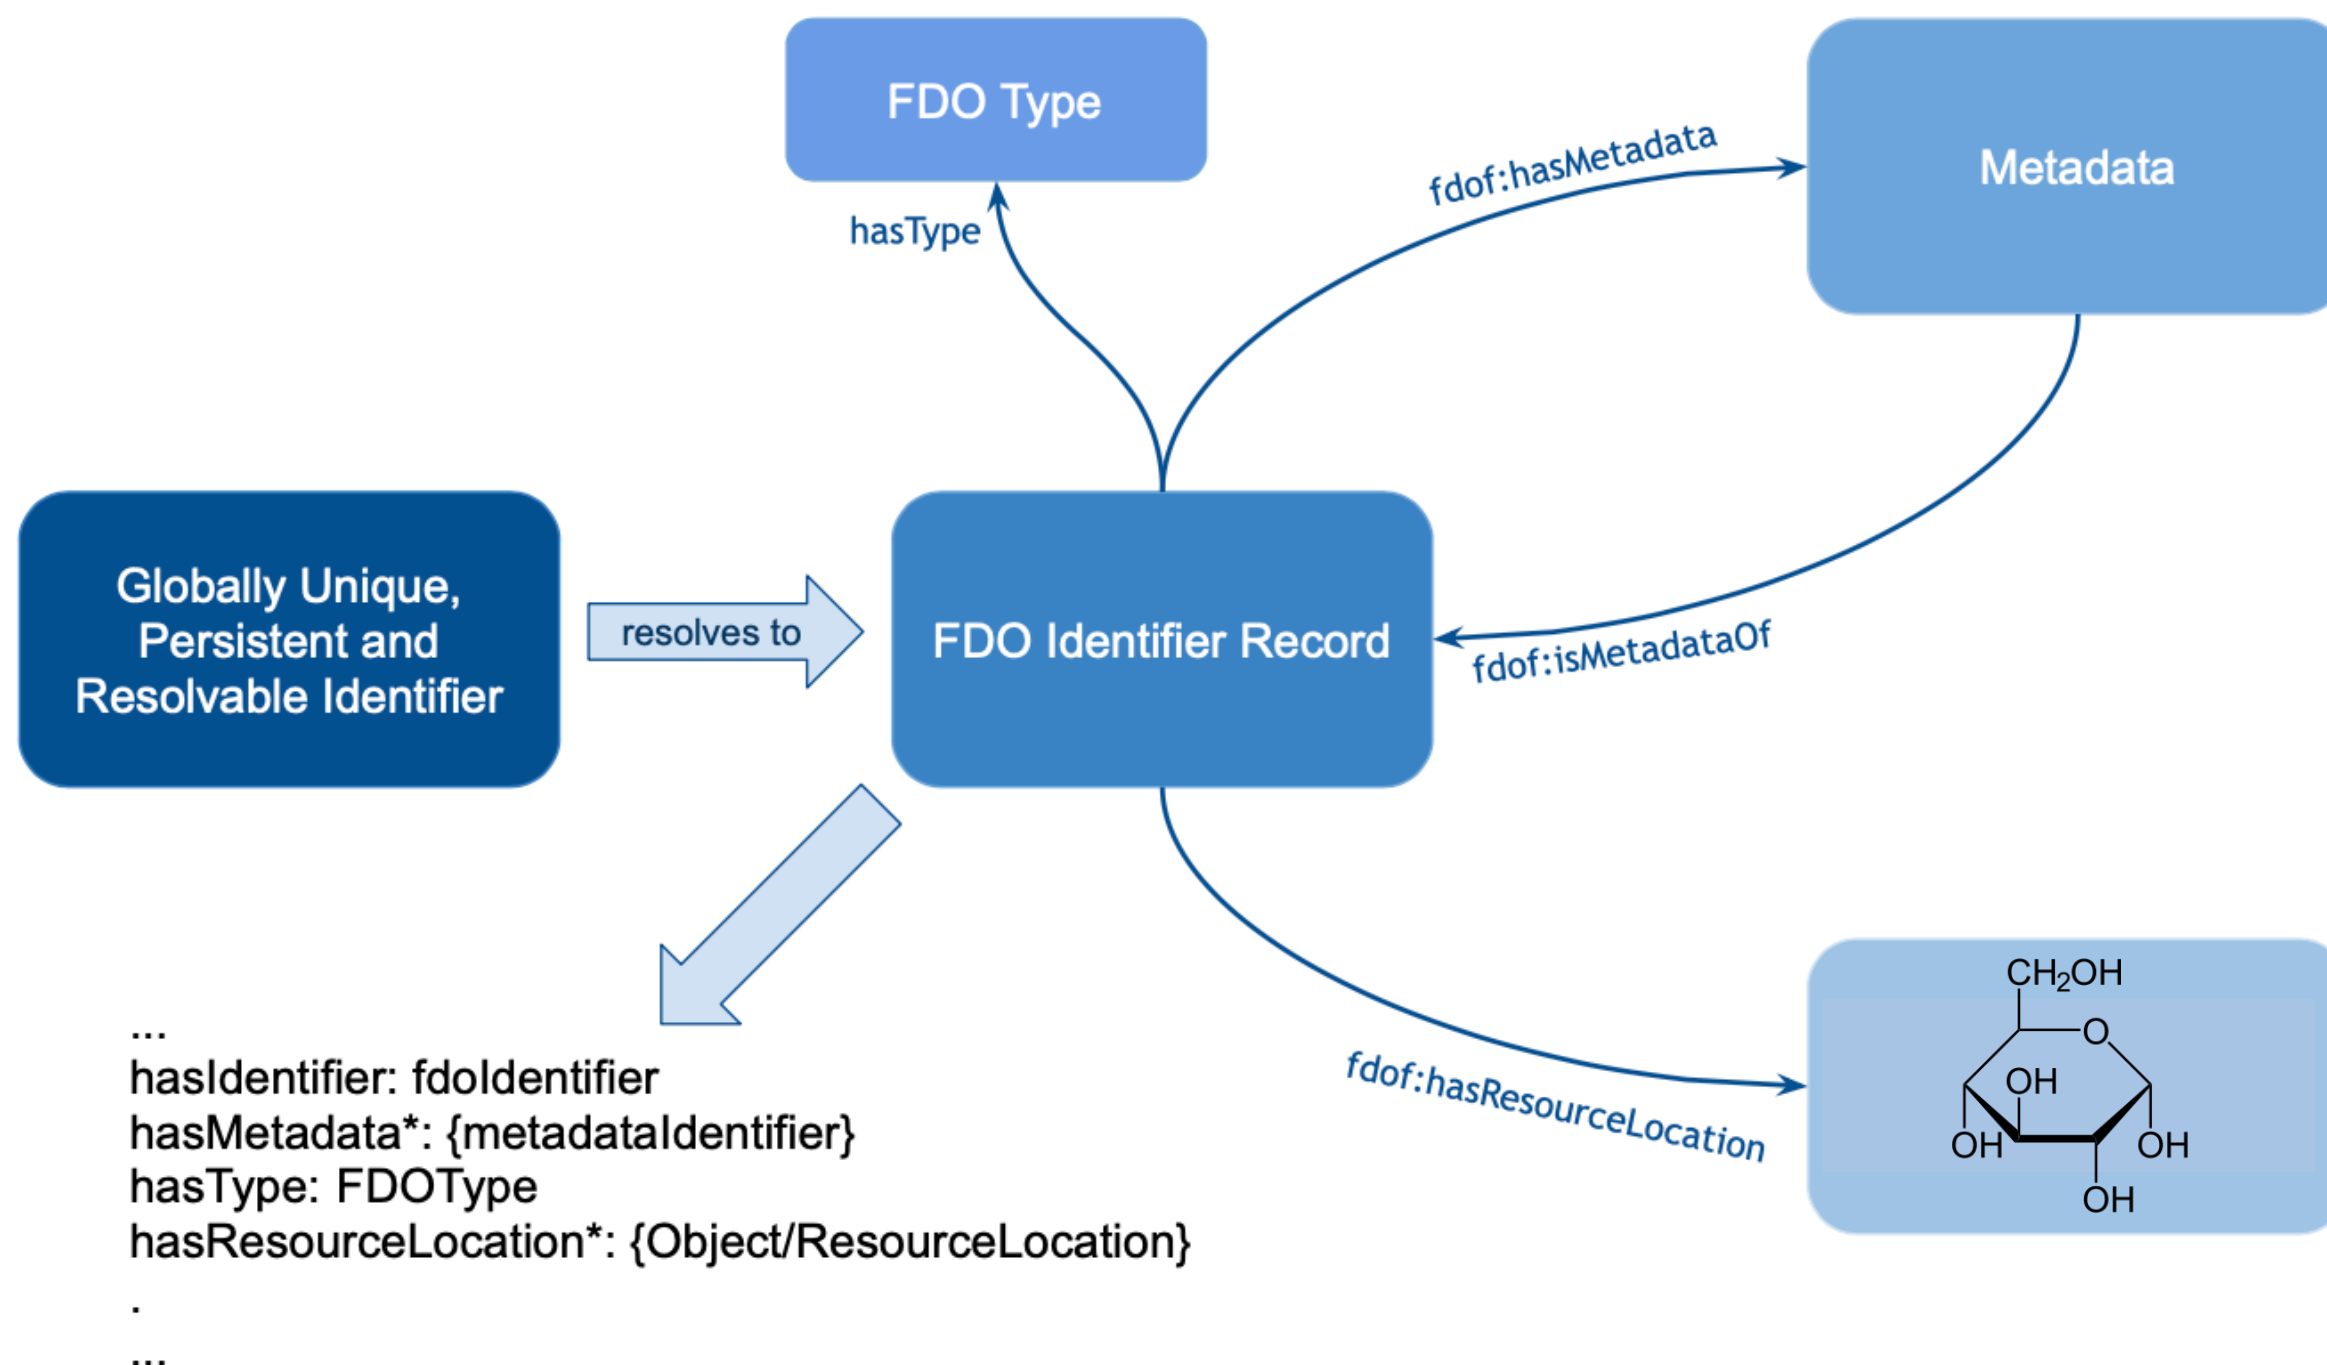 FDO Type
hasType
fdof:hasMetadata
Metadata
Globally Unique,
Persistent and
Resolvable Identifier
resolves to
FDO Identifier Record
fdof:isMetadataOf
fdof:hasResourceLocation
CH₂OH
O
OH
OH
OH
OH
...
hasIdentifier: fdoIdentifier
hasMetadata*: {metadataIdentifier}
hasType: FDOType
hasResourceLocation*: {Object/ResourceLocation}
.
...